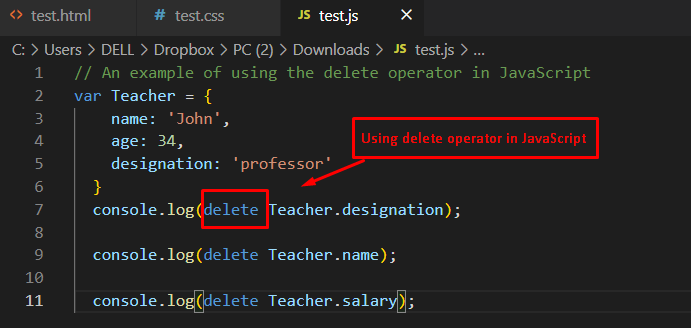 test.html test.css JS test.js
C: > Users > DELL > Dropbox > PC (2) > Downloads > JS test.js > ...
1 // An example of using the delete operator in JavaScript
2 var Teacher = {
3 name: 'John',
4 age: 34,
Using delete operator in JavaScript
5 designation: 'professor'
6 }
7 console.log(delete Teacher.designation);
8
9 console.log(delete Teacher.name);
10
11 console.log(delete Teacher.salary);